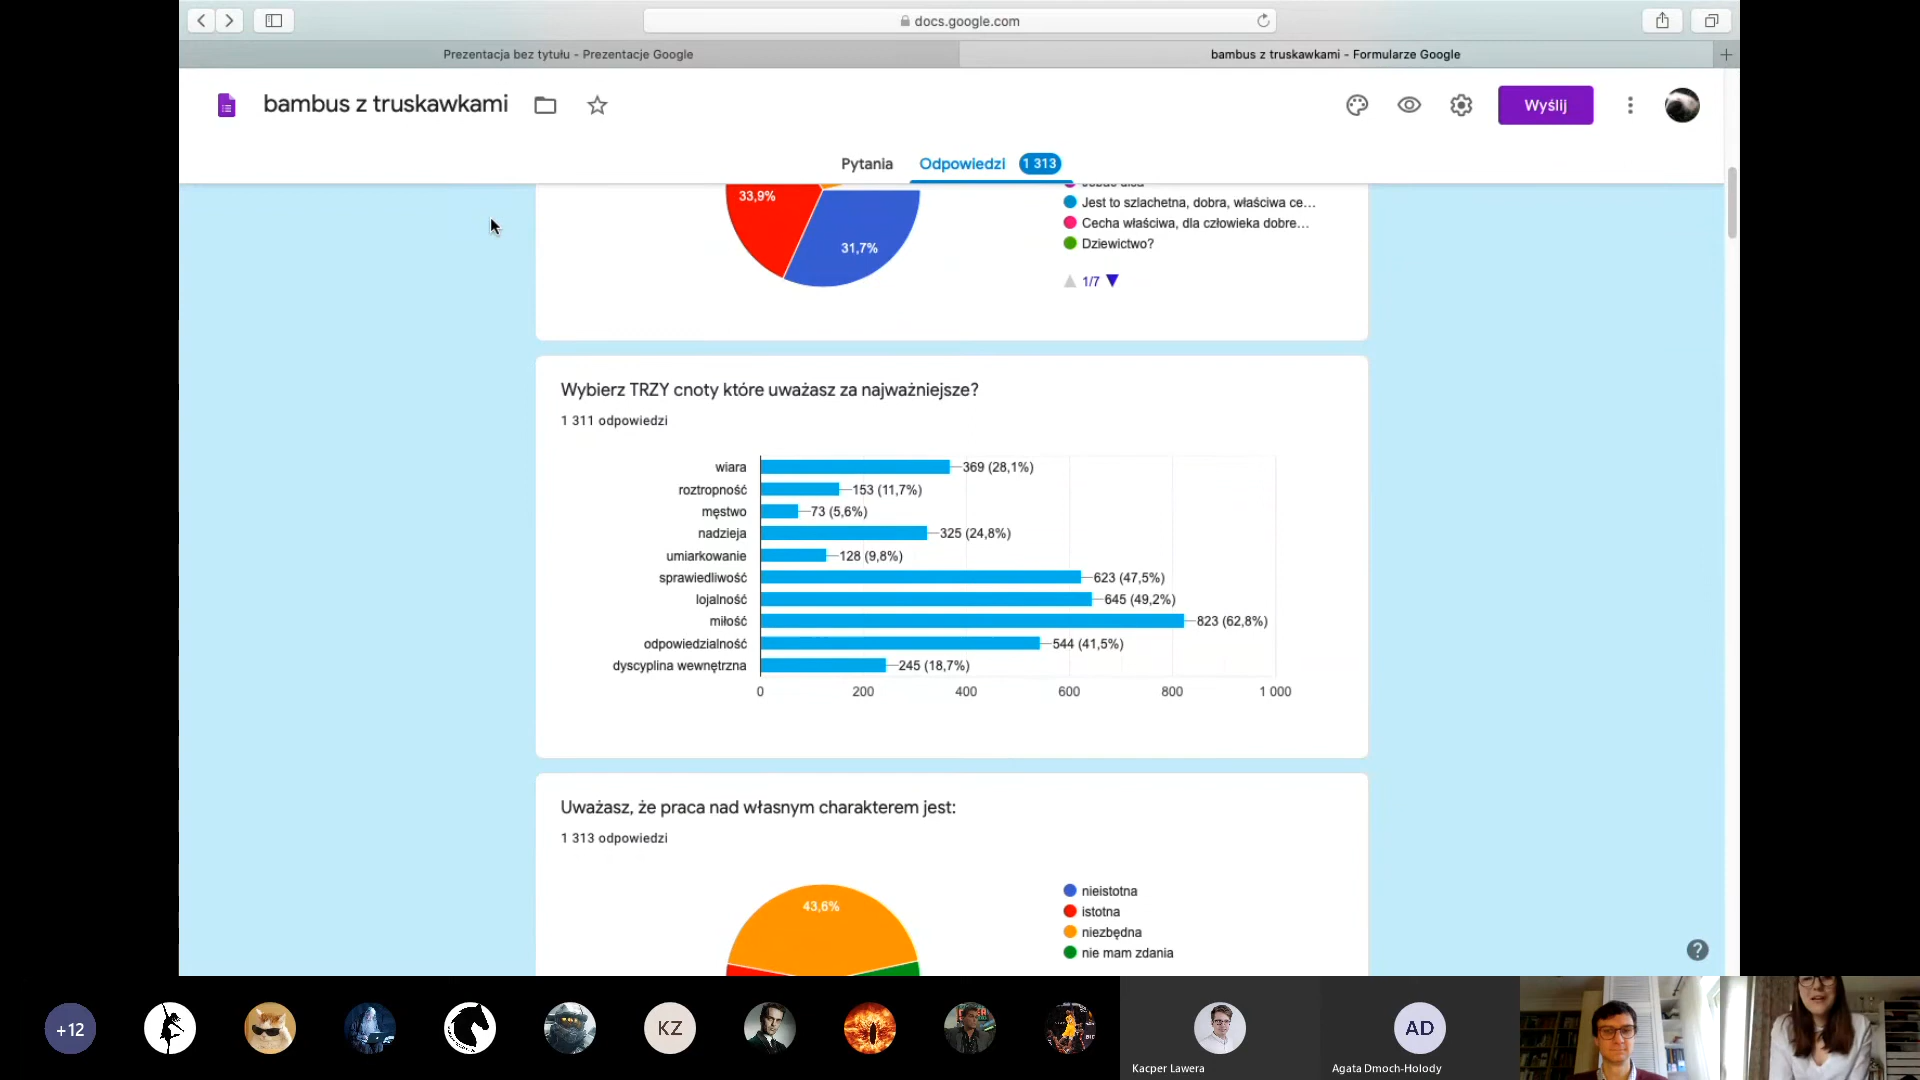 docs.google.com
Prezentacja bez tytułu - Prezentacje Google
bambus z truskawkami - Formularze Google
bambus z truskawkami
Wyślij
Pytania
Odpowiedzi
1 313
33,9%
31,7%
Jest to szlachetna, dobra, właściwa ce...
Cecha właściwa, dla człowieka dobre...
Dziewictwo?
1/7
Wybierz TRZY cnoty które uważasz za najważniejsze?
1 311 odpowiedzi
wiara 369 (28,1%)
roztropność 153 (11,7%)
męstwo 73 (5,6%)
nadzieja 325 (24,8%)
umiarkowanie 128 (9,8%)
sprawiedliwość 623 (47,5%)
lojalność 645 (49,2%)
miłość 823 (62,8%)
odpowiedzialność 544 (41,5%)
dyscyplina wewnętrzna 245 (18,7%)
0 200 400 600 800 1 000
Uważasz, że praca nad własnym charakterem jest:
1 313 odpowiedzi
43,6%
nieistotna
istotna
niezbędna
nie mam zdania
+12
KZ
AD
Kacper Lawera
Agata Dmoch-Hołody